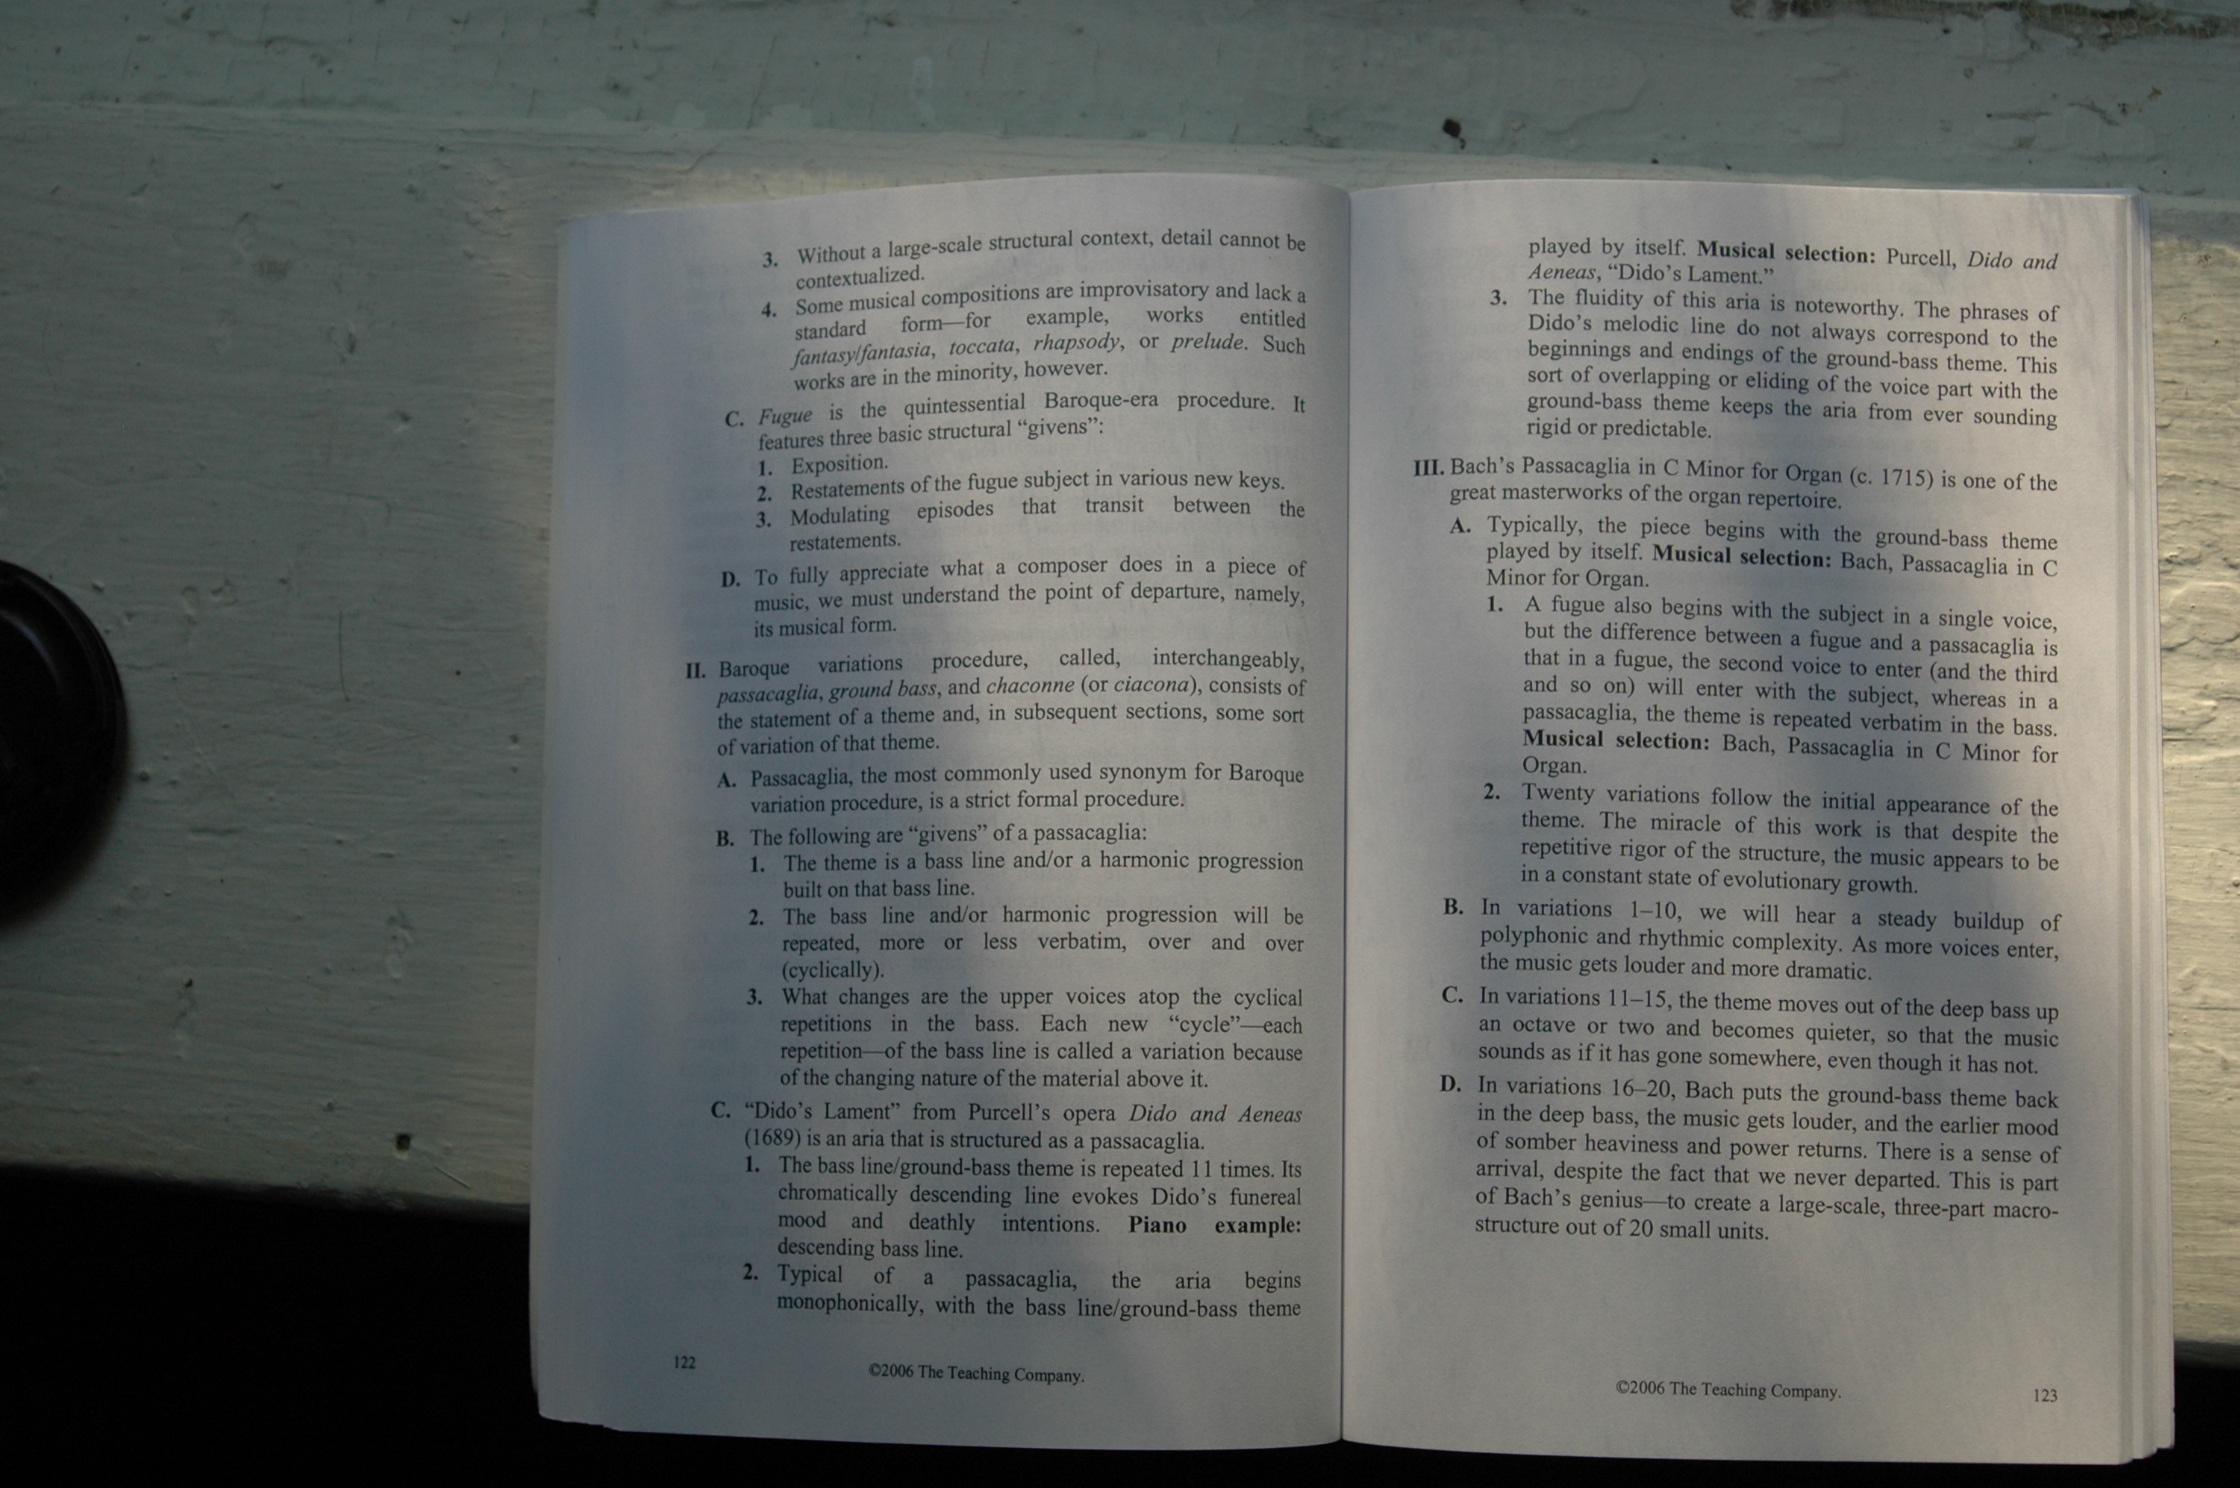 3. Without a large-scale structural context, detail cannot be
contextualized.
4. Some musical compositions are improvisatory and lack a
standard form—for example, works entitled
fantasy/fantasia, toccata, rhapsody, or prelude. Such
works are in the minority, however.
C. Fugue is the quintessential Baroque-era procedure. It
features three basic structural “givens”:
1. Exposition.
2. Restatements of the fugue subject in various new keys.
3. Modulating episodes that transit between the
restatements.
D. To fully appreciate what a composer does in a piece of
music, we must understand the point of departure, namely,
its musical form.
II. Baroque variations procedure, called, interchangeably,
passacaglia, ground bass, and chaconne (or ciacona), consists of
the statement of a theme and, in subsequent sections, some sort
of variation of that theme.
A. Passacaglia, the most commonly used synonym for Baroque
variation procedure, is a strict formal procedure.
B. The following are “givens” of a passacaglia:
1. The theme is a bass line and/or a harmonic progression
built on that bass line.
2. The bass line and/or harmonic progression will be
repeated, more or less verbatim, over and over
(cyclically).
3. What changes are the upper voices atop the cyclical
repetitions in the bass. Each new “cycle”—each
repetition—of the bass line is called a variation because
of the changing nature of the material above it.
C. “Dido’s Lament” from Purcell’s opera Dido and Aeneas
(1689) is an aria that is structured as a passacaglia.
1. The bass line/ground-bass theme is repeated 11 times. Its
chromatically descending line evokes Dido’s funereal
mood and deathly intentions. Piano example:
descending bass line.
2. Typical of a passacaglia, the aria begins
monophonically, with the bass line/ground-bass theme
122
©2006 The Teaching Company.
played by itself. Musical selection: Purcell, Dido and
Aeneas, “Dido’s Lament.”
3. The fluidity of this aria is noteworthy. The phrases of
Dido’s melodic line do not always correspond to the
beginnings and endings of the ground-bass theme. This
sort of overlapping or eliding of the voice part with the
ground-bass theme keeps the aria from ever sounding
rigid or predictable.
III. Bach’s Passacaglia in C Minor for Organ (c. 1715) is one of the
great masterworks of the organ repertoire.
A. Typically, the piece begins with the ground-bass theme
played by itself. Musical selection: Bach, Passacaglia in C
Minor for Organ.
1. A fugue also begins with the subject in a single voice,
but the difference between a fugue and a passacaglia is
that in a fugue, the second voice to enter (and the third
and so on) will enter with the subject, whereas in a
passacaglia, the theme is repeated verbatim in the bass.
Musical selection: Bach, Passacaglia in C Minor for
Organ.
2. Twenty variations follow the initial appearance of the
theme. The miracle of this work is that despite the
repetitive rigor of the structure, the music appears to be
in a constant state of evolutionary growth.
B. In variations 1–10, we will hear a steady buildup of
polyphonic and rhythmic complexity. As more voices enter,
the music gets louder and more dramatic.
C. In variations 11–15, the theme moves out of the deep bass up
an octave or two and becomes quieter, so that the music
sounds as if it has gone somewhere, even though it has not.
D. In variations 16–20, Bach puts the ground-bass theme back
in the deep bass, the music gets louder, and the earlier mood
of somber heaviness and power returns. There is a sense of
arrival, despite the fact that we never departed. This is part
of Bach’s genius—to create a large-scale, three-part macro-
structure out of 20 small units.
©2006 The Teaching Company.
123